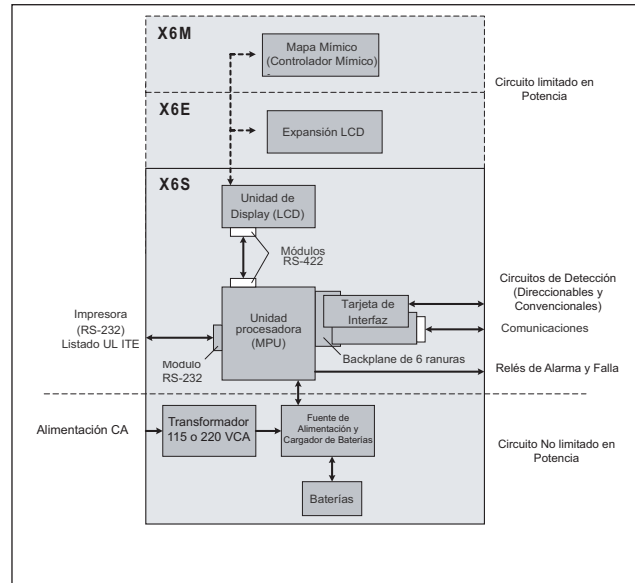 X6M
Mapa Mímico
(Controlador Mímico)
-
Circuito limitado en
Potencia
X6E
Expansión LCD
X6S
Unidad de
Display (LCD)
Módulos
RS-422
Circuitos de Detección
(Direccionables y
Convencionales)
Tarjeta de
Interfaz
Unidad
procesadora
(MPU)
Impresora
(RS-232)
Listado UL ITE
Comunicaciones
Modulo
RS-232
Backplane de 6 ranuras
Relés de Alarma y Falla
Alimentación CA
Transformador
115 o 220 VCA
Fuente de
Alimentación y
Cargador de Baterías
Circuito No limitado en
Potencia
Baterías